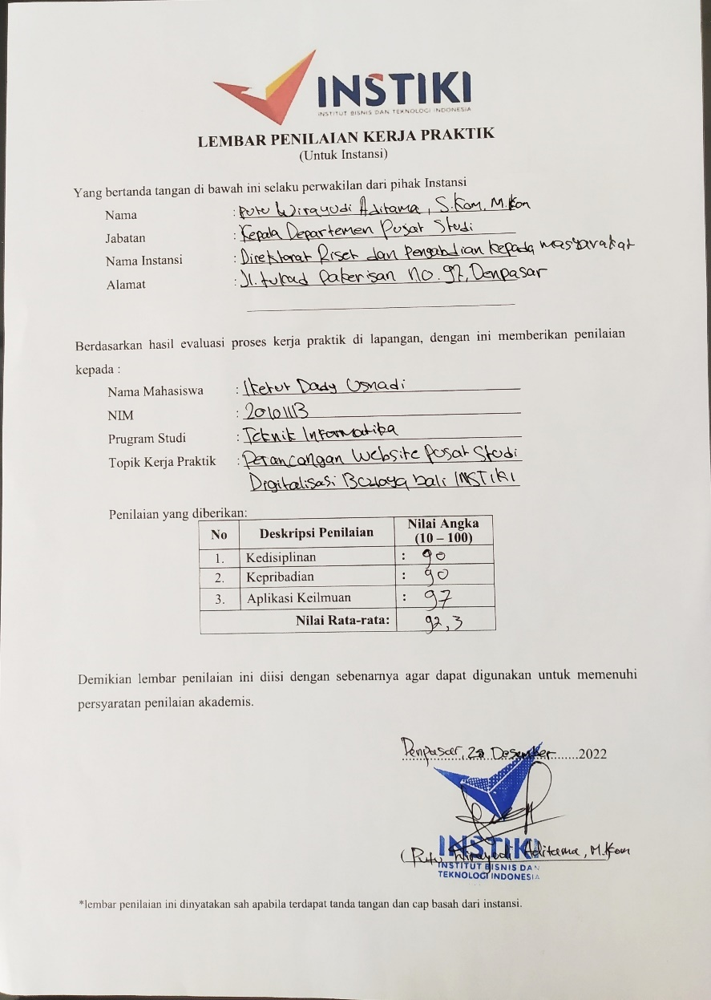 INSTIKI
INSTITUT BISNIS DAN TEKNOLOGI INDONESIA
LEMBAR PENILAIAN KERJA PRAKTIK
(Untuk Instansi)
Yang bertanda tangan di bawah ini selaku perwakilan dari pihak Instansi
Nama : Putu Wirayudi Aditama, S.Kom, M.Kom
Jabatan : Kepala Departemen Pusat Studi
Nama Instansi : Direktorat Riset dan Pengabdian kepada masyarakat
Alamat : Jl. tukad Pakerisan no. 97, Denpasar
Berdasarkan hasil evaluasi proses kerja praktik di lapangan, dengan ini memberikan penilaian
kepada :
Nama Mahasiswa : I ketut Dady Usnadi
NIM : 20101113
Prugram Studi : Teknik Informatika
Topik Kerja Praktik : Perancangan Website Pusat Studi
Digitalisasi Budaya bali INSTIKI
Penilaian yang diberikan:
No Deskripsi Penilaian Nilai Angka
(10 – 100)
1. Kedisiplinan : 90
2. Kepribadian : 90
3. Aplikasi Keilmuan : 97
Nilai Rata-rata: 92,3
Demikian lembar penilaian ini diisi dengan sebenarnya agar dapat digunakan untuk memenuhi
persyaratan penilaian akademis.
Denpasar, Desember 2022
INSTIKI
(Putu Wirayudi Aditama, M.Kom
INSTITUT BISNIS DAN
TEKNOLOGI INDONESIA
*lembar penilaian ini dinyatakan sah apabila terdapat tanda tangan dan cap basah dari instansi.